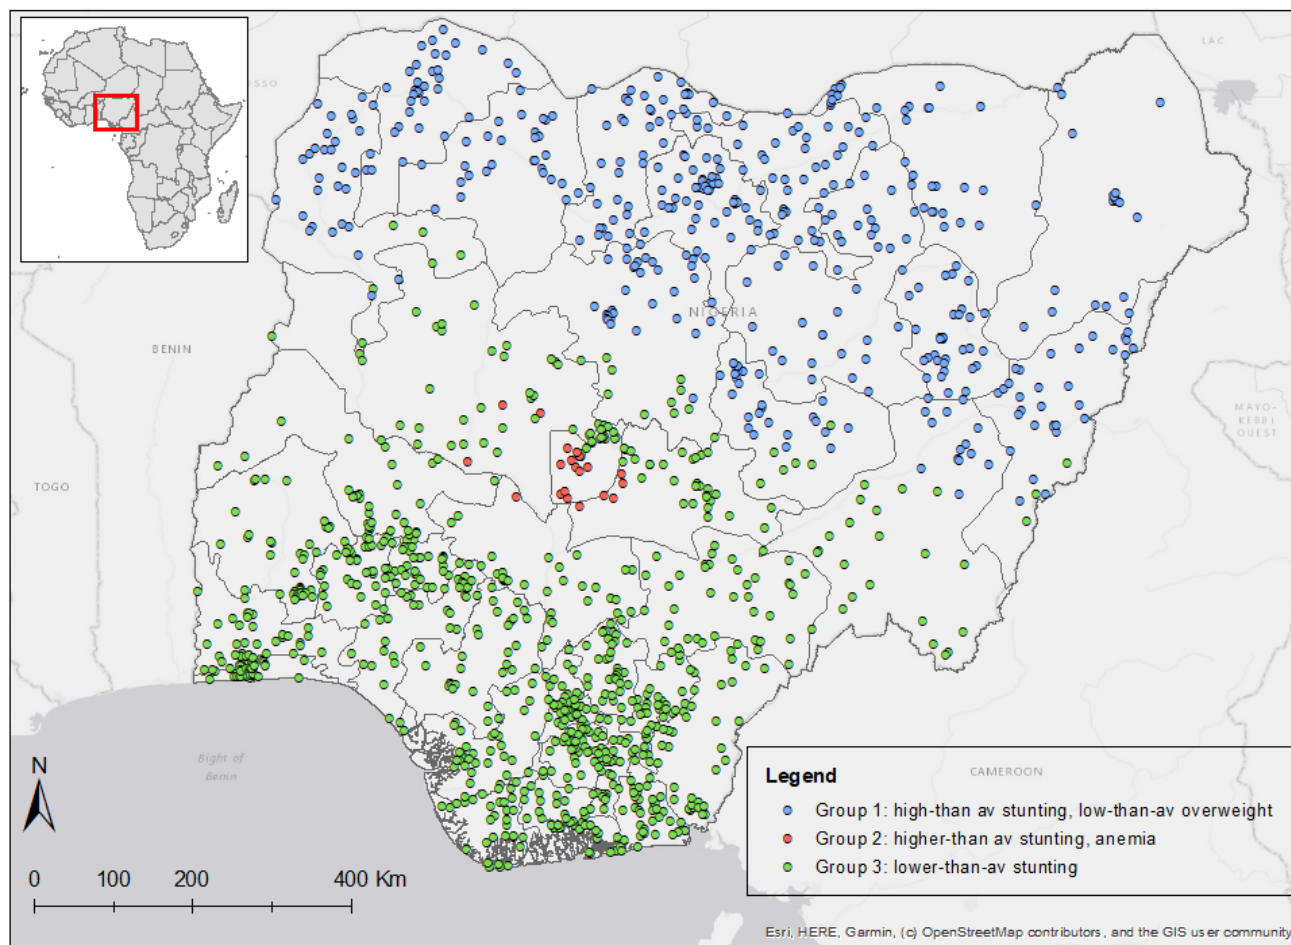 LAC
SSO
NIGERIA
BENIN
MAYO-
KEBBI
OUEST
TOGO
Bight of
Benin
CAMEROON
N
0 100 200 400 Km
Legend
Group 1: high-than av stunting, low-than-av overweight
Group 2: higher-than av stunting, anemia
Group 3: lower-than-av stunting
Esri, HERE, Garmin, (c) OpenStreetMap contributors, and the GIS user community